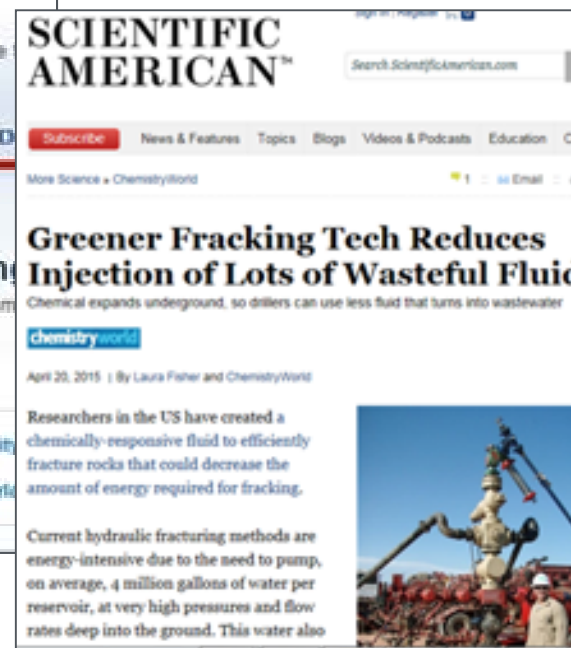 Sign in | Register
SCIENTIFIC
AMERICAN™
Search ScientificAmerican.com
Subscribe News & Features Topics Blogs Videos & Podcasts Education
More Science » ChemistryWorld
1 Email
Greener Fracking Tech Reduces
Injection of Lots of Wasteful Fluid
Chemical expands underground, so drillers can use less fluid that turns into wastewater
chemistryworld
April 20, 2015 | By Laura Fisher and ChemistryWorld
Researchers in the US have created a
chemically-responsive fluid to efficiently
fracture rocks that could decrease the
amount of energy required for fracking.
Current hydraulic fracturing methods are
energy-intensive due to the need to pump,
on average, 4 million gallons of water per
reservoir, at very high pressures and flow
rates deep into the ground. This water also